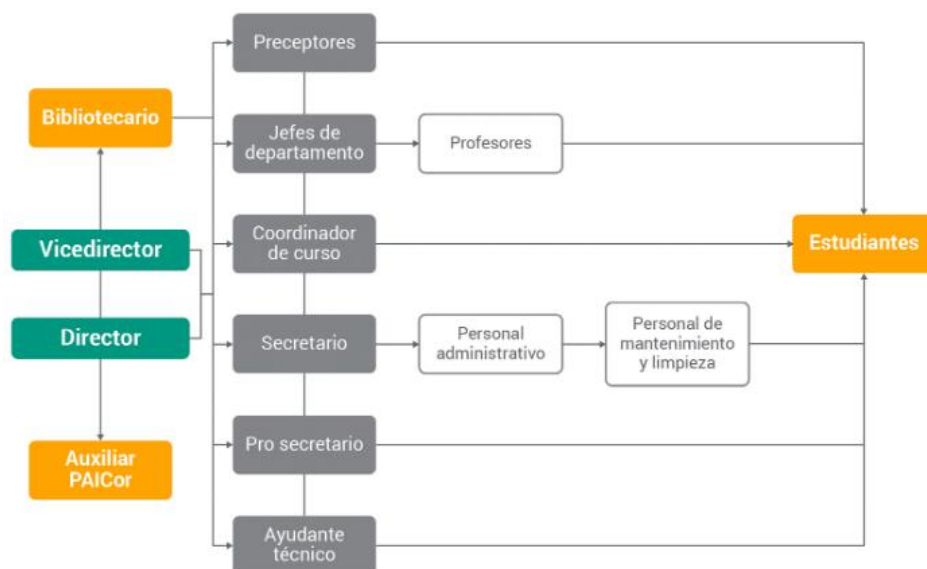 Preceptores
Bibliotecario
Jefes de
departamento
Profesores
Vicedirector
Coordinador
de curso
Estudiantes
Director
Secretario
Personal
administrativo
Personal de
mantenimiento
y limpieza
Auxiliar
PAICor
Pro secretario
Ayudante
técnico